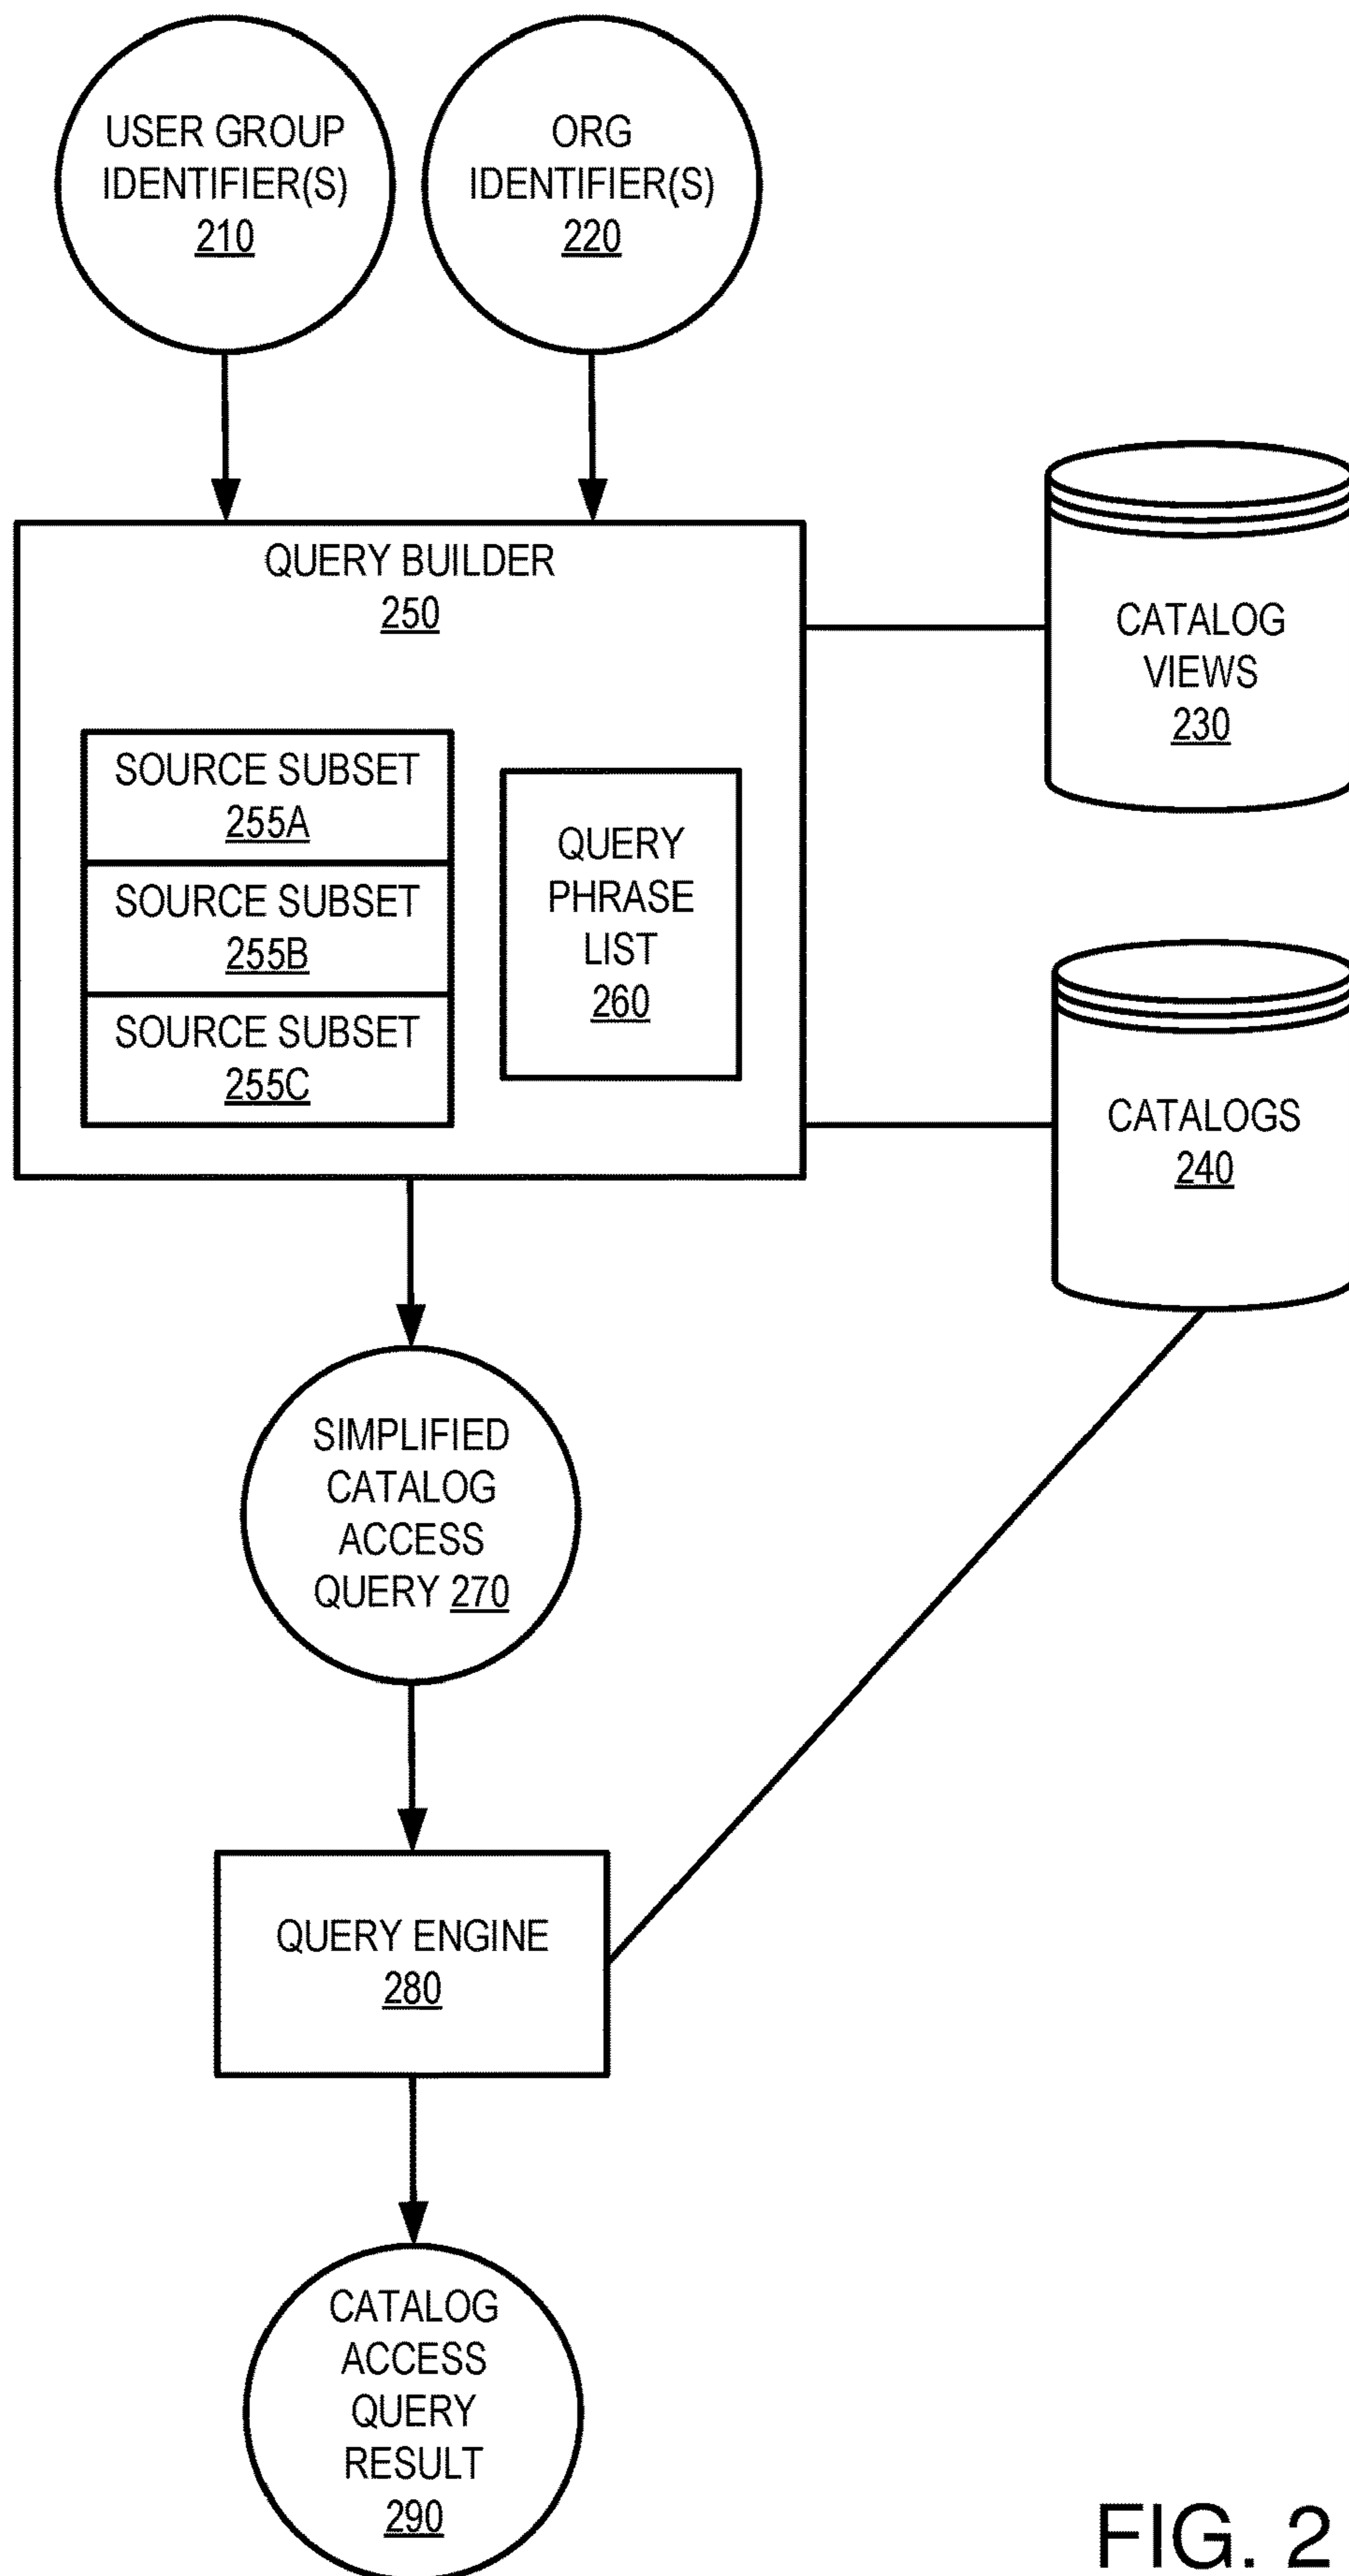 USER GROUP
IDENTIFIER(S)
210
ORG
IDENTIFIER(S)
220
QUERY BUILDER
250
CATALOG
VIEWS
230
SOURCE SUBSET
255A
SOURCE SUBSET
255B
SOURCE SUBSET
255C
QUERY
PHRASE
LIST
260
CATALOGS
240
SIMPLIFIED
CATALOG
ACCESS
QUERY 270
QUERY ENGINE
280
CATALOG
ACCESS
QUERY
RESULT
290
FIG. 2